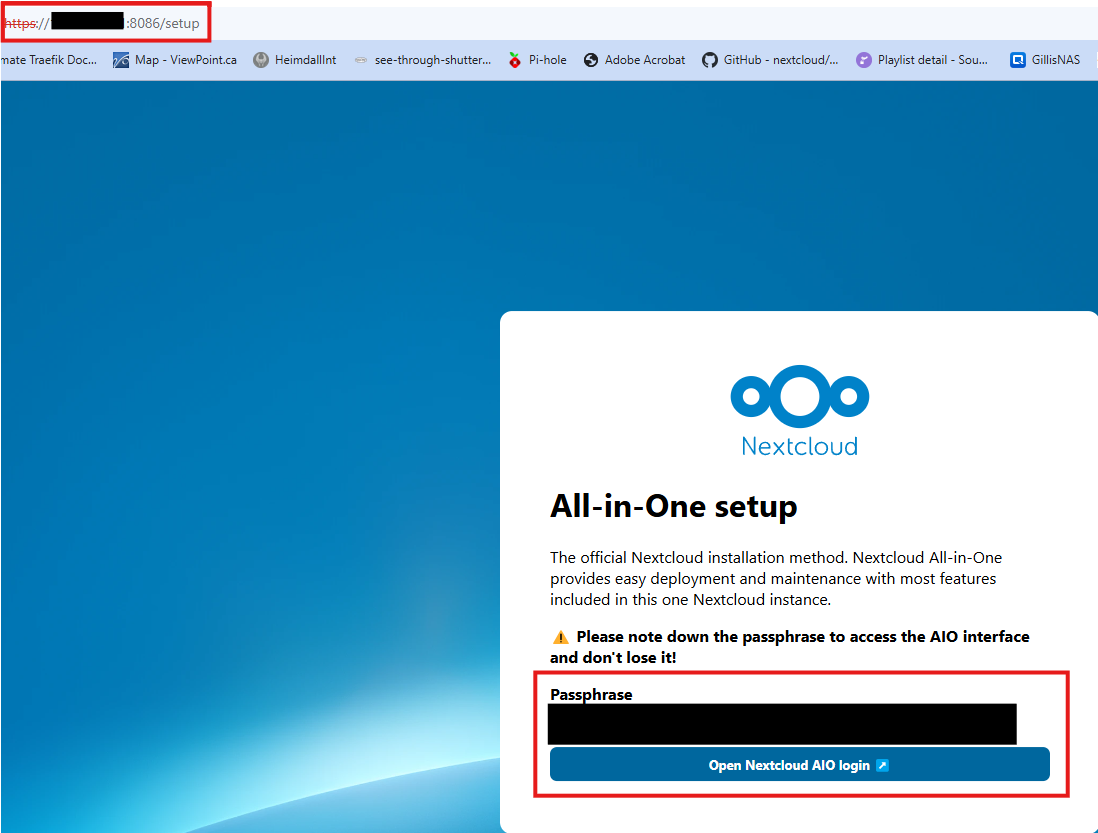 https:// :8086/setup
mate Traefik Doc... Map - ViewPoint.ca HeimdallInt see-through-shutter... Pi-hole Adobe Acrobat GitHub - nextcloud/... Playlist detail - Sou... GillisNAS
Nextcloud
All-in-One setup
The official Nextcloud installation method. Nextcloud All-in-One
provides easy deployment and maintenance with most features
included in this one Nextcloud instance.
⚠ Please note down the passphrase to access the AIO interface
and don't lose it!
Passphrase
Open Nextcloud AIO login ↗